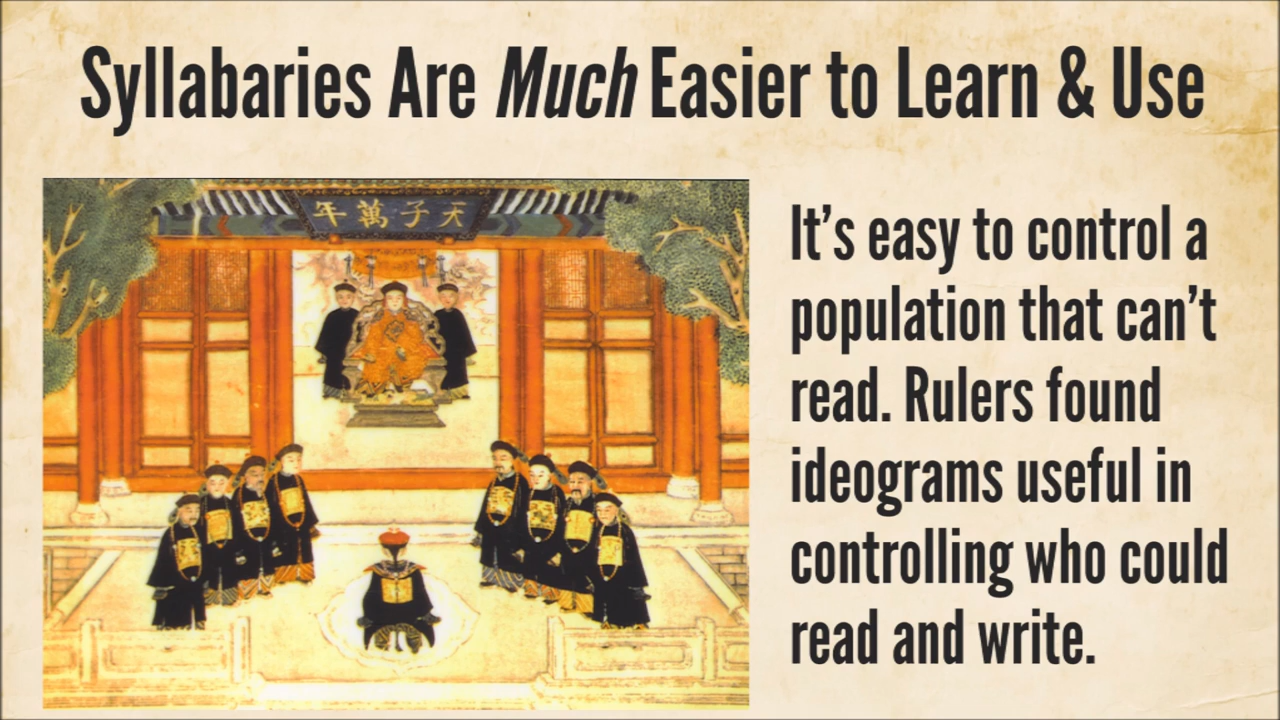 Syllabaries Are Much Easier to Learn & Use
年萬子天
It's easy to control a
population that can't
read. Rulers found
ideograms useful in
controlling who could
read and write.